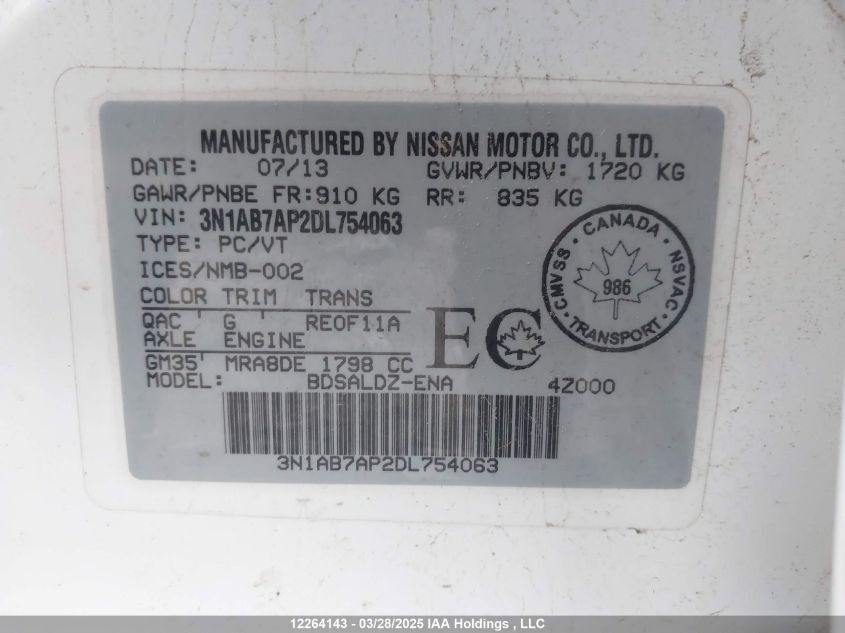 MANUFACTURED BY NISSAN MOTOR CO., LTD.
DATE: 07/13 GVWR/PNBV: 1720 KG
GAWR/PNBE FR: 910 KG RR: 835 KG
VIN: 3N1AB7AP2DL754063
TYPE: PC/VT
ICES/NMB-002
COLOR TRIM TRANS
QAC ' G ' RE0F11A
AXLE ENGINE
GM35' MRA8DE 1798 CC
MODEL: BDSALDZ-ENA 4Z000
3N1AB7AP2DL754063
EC
· CANADA ·
CMVSS NSVAC
986
· TRANSPORT ·
12264143 - 03/28/2025 IAA Holdings , LLC